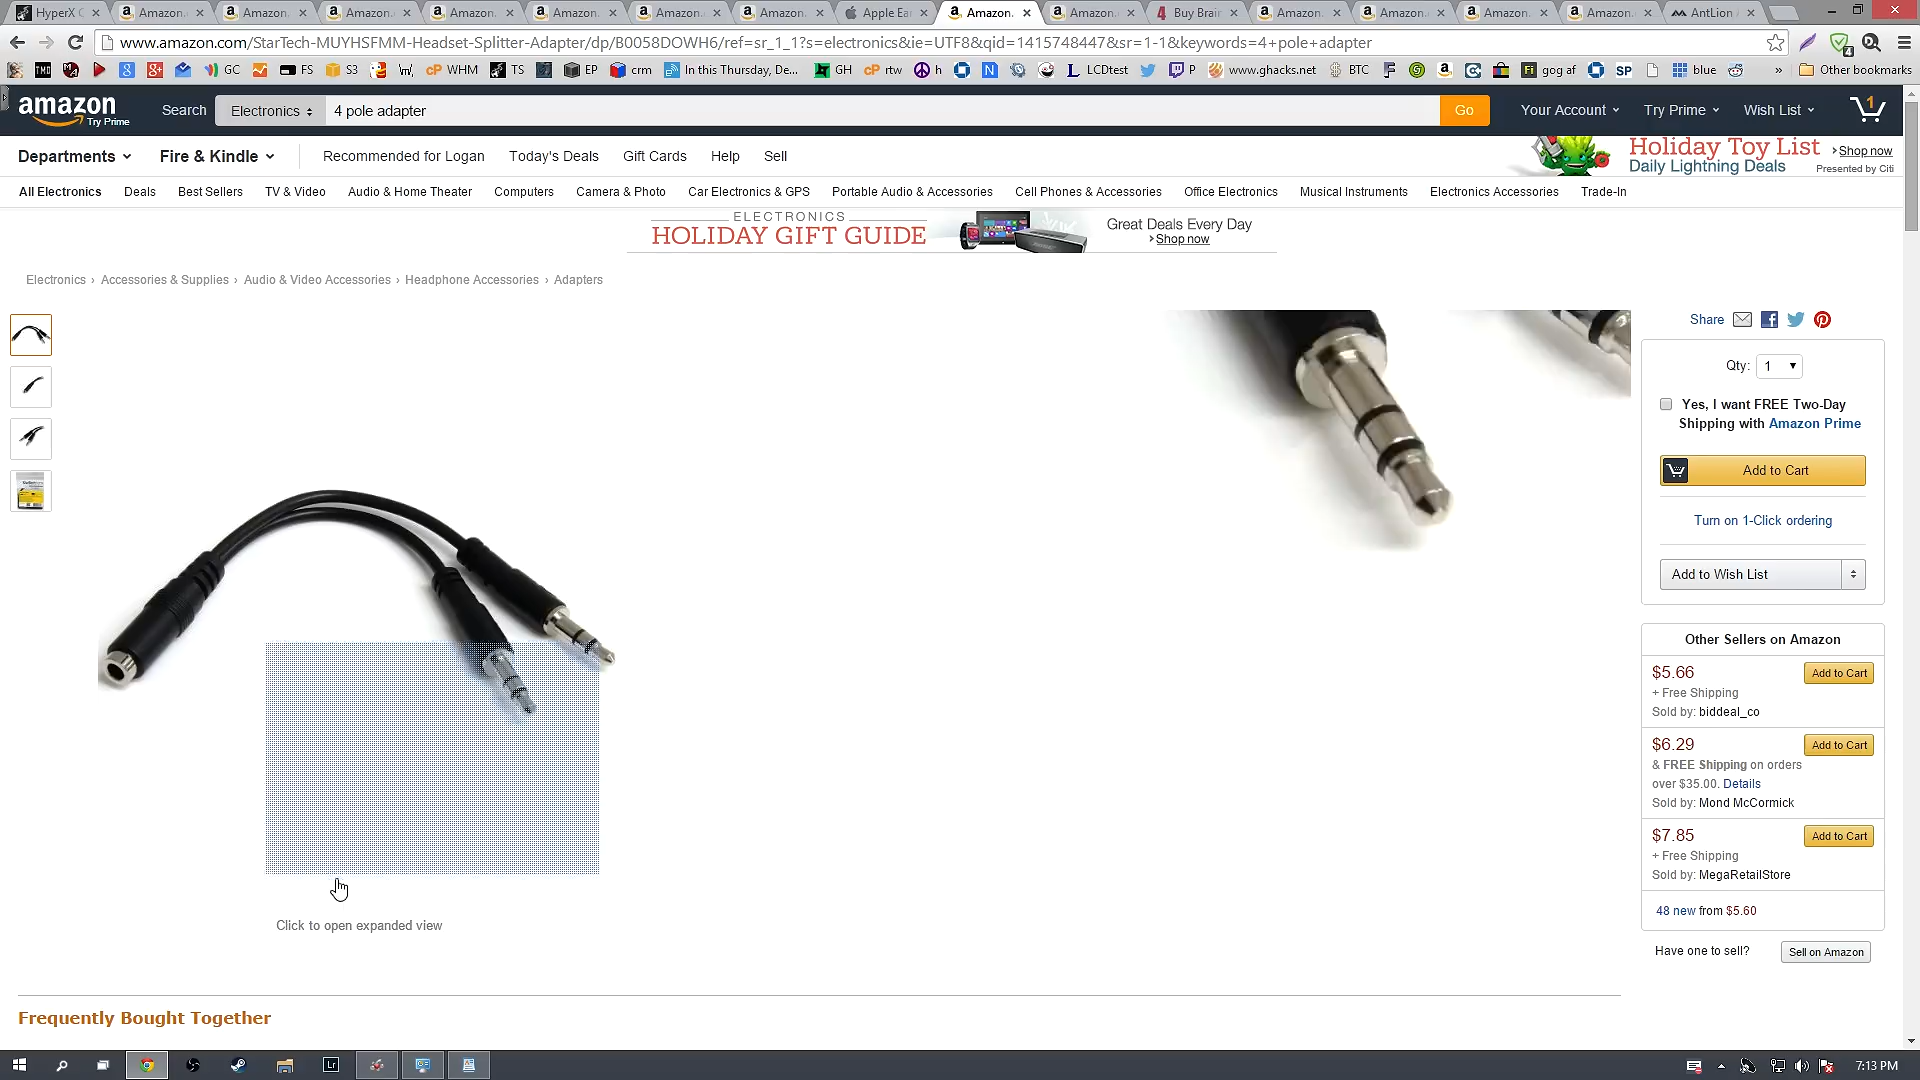 HyperX C
Amazon.
Amazon.
Amazon.
Amazon.
Amazon.
Amazon.
Amazon.
Apple Ea
Amazon.
Amazon.
Buy Brain
Amazon.
Amazon.
Amazon.
Amazon.
AntLion
www.amazon.com/StarTech-MUYHSFMM-Headset-Splitter-Adapter/dp/B0058DOWH6/ref=sr_1_1?s=electronics&ie=UTF8&qid=1415748447&sr=1-1&keywords=4+pole+adapter
GC FS S3 WHM TS EP crm In this Thursday, De... GH rtw h LCDtest P www.ghacks.net BTC gog af SP blue » Other bookmarks
amazon
Try Prime
Search Electronics 4 pole adapter Go Your Account Try Prime Wish List 1
Departments Fire & Kindle Recommended for Logan Today's Deals Gift Cards Help Sell
Holiday Toy List
Daily Lightning Deals
›Shop now
Presented by Citi
All Electronics Deals Best Sellers TV & Video Audio & Home Theater Computers Camera & Photo Car Electronics & GPS Portable Audio & Accessories Cell Phones & Accessories Office Electronics Musical Instruments Electronics Accessories Trade-In
ELECTRONICS
HOLIDAY GIFT GUIDE
Great Deals Every Day
›Shop now
Electronics › Accessories & Supplies › Audio & Video Accessories › Headphone Accessories › Adapters
Share
Qty: 1
Yes, I want FREE Two-Day
Shipping with Amazon Prime
Add to Cart
Turn on 1-Click ordering
Add to Wish List
Other Sellers on Amazon
$5.66 Add to Cart
+ Free Shipping
Sold by: biddeal_co
$6.29 Add to Cart
& FREE Shipping on orders
over $35.00. Details
Sold by: Mond McCormick
$7.85 Add to Cart
+ Free Shipping
Sold by: MegaRetailStore
48 new from $5.60
Have one to sell? Sell on Amazon
Click to open expanded view
Frequently Bought Together
Lr
7:13 PM